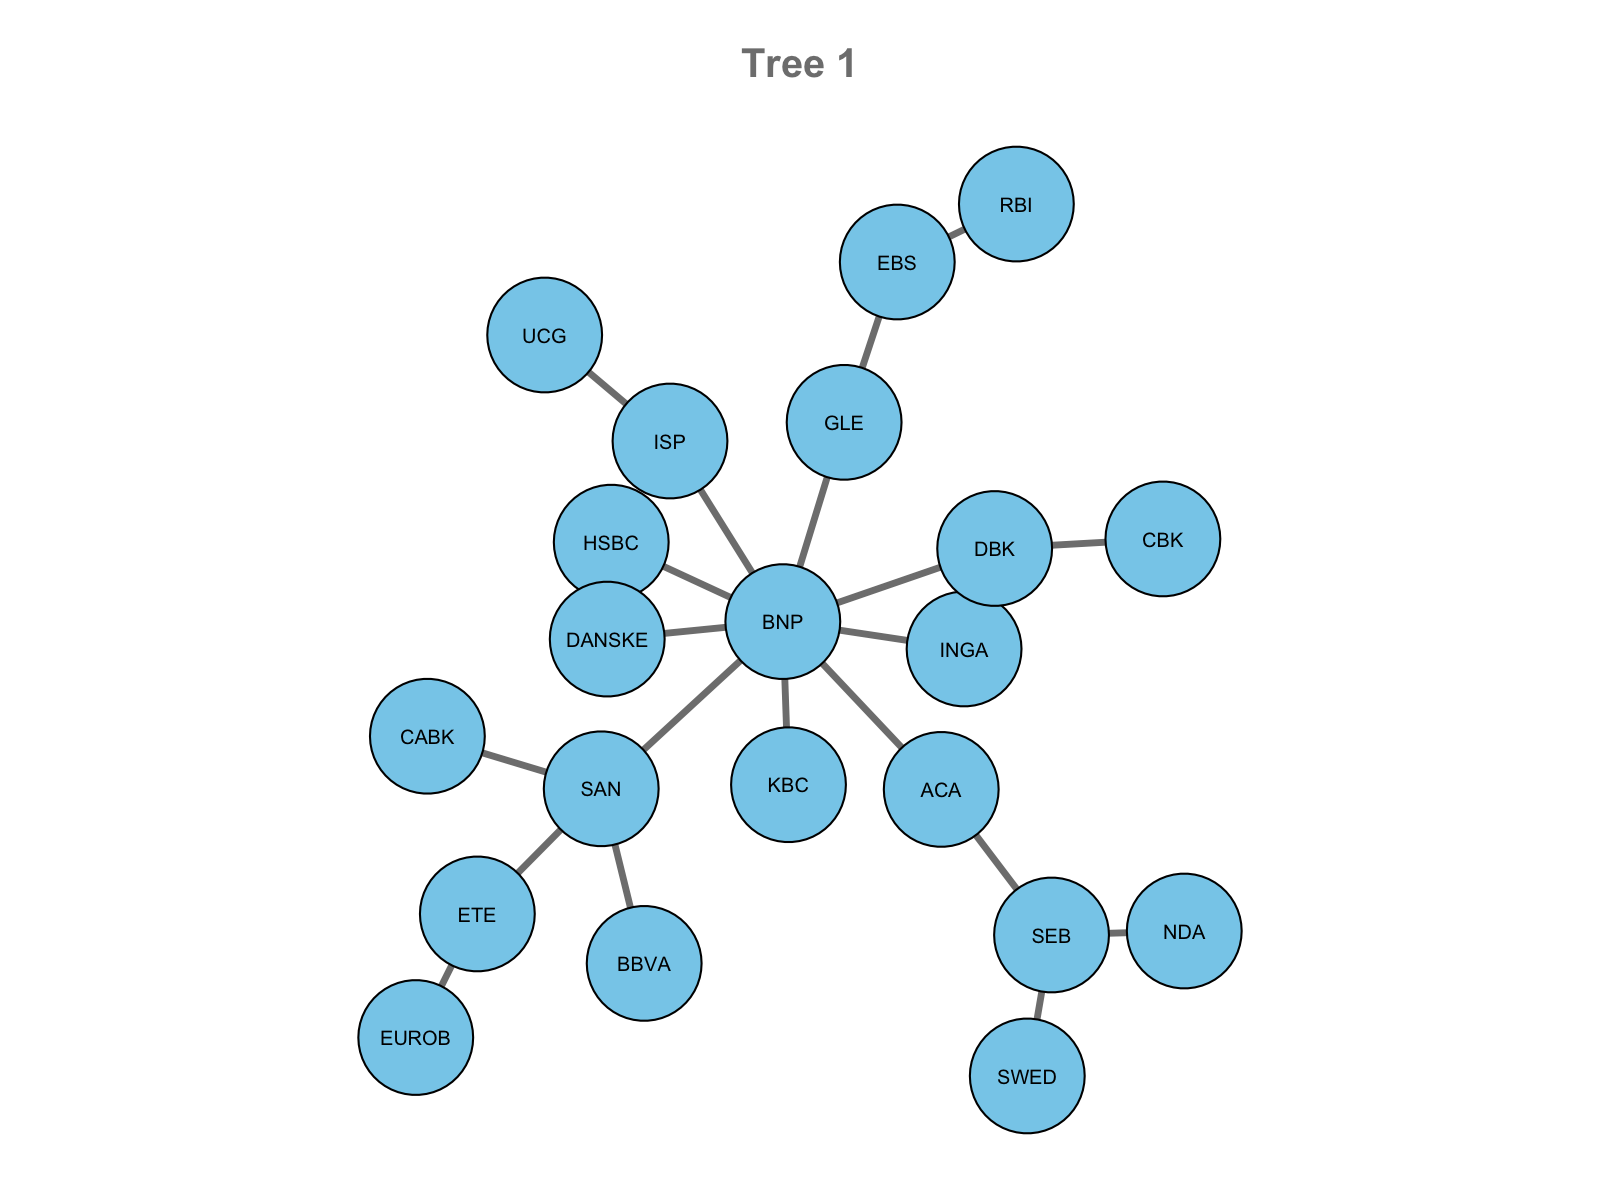 Tree 1
RBI
EBS
UCG
GLE
ISP
CBK
HSBC
DBK
BNP
DANSKE
INGA
CABK
KBC
SAN
ACA
ETE
NDA
SEB
BBVA
EUROB
SWED